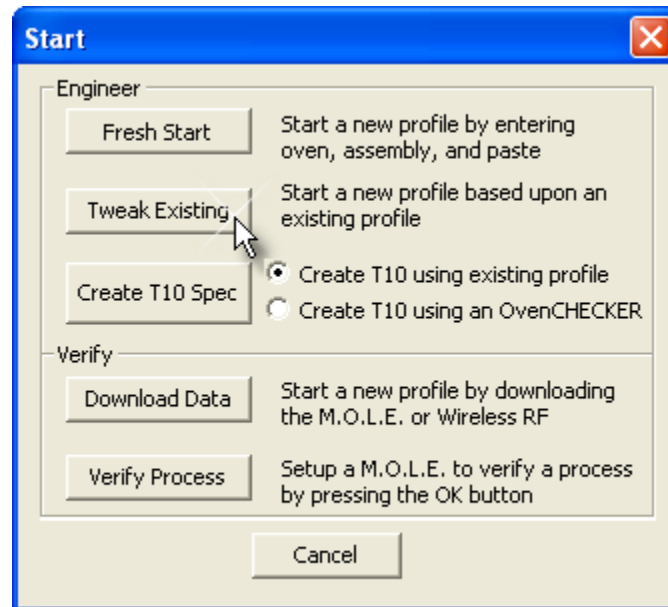 Start
Engineer
Fresh Start
Start a new profile by entering
oven, assembly, and paste
Tweak Existing
Start a new profile based upon an
existing profile
Create T10 Spec
Create T10 using existing profile
Create T10 using an OvenCHECKER
Verify
Download Data
Start a new profile by downloading
the M.O.L.E. or Wireless RF
Verify Process
Setup a M.O.L.E. to verify a process
by pressing the OK button
Cancel